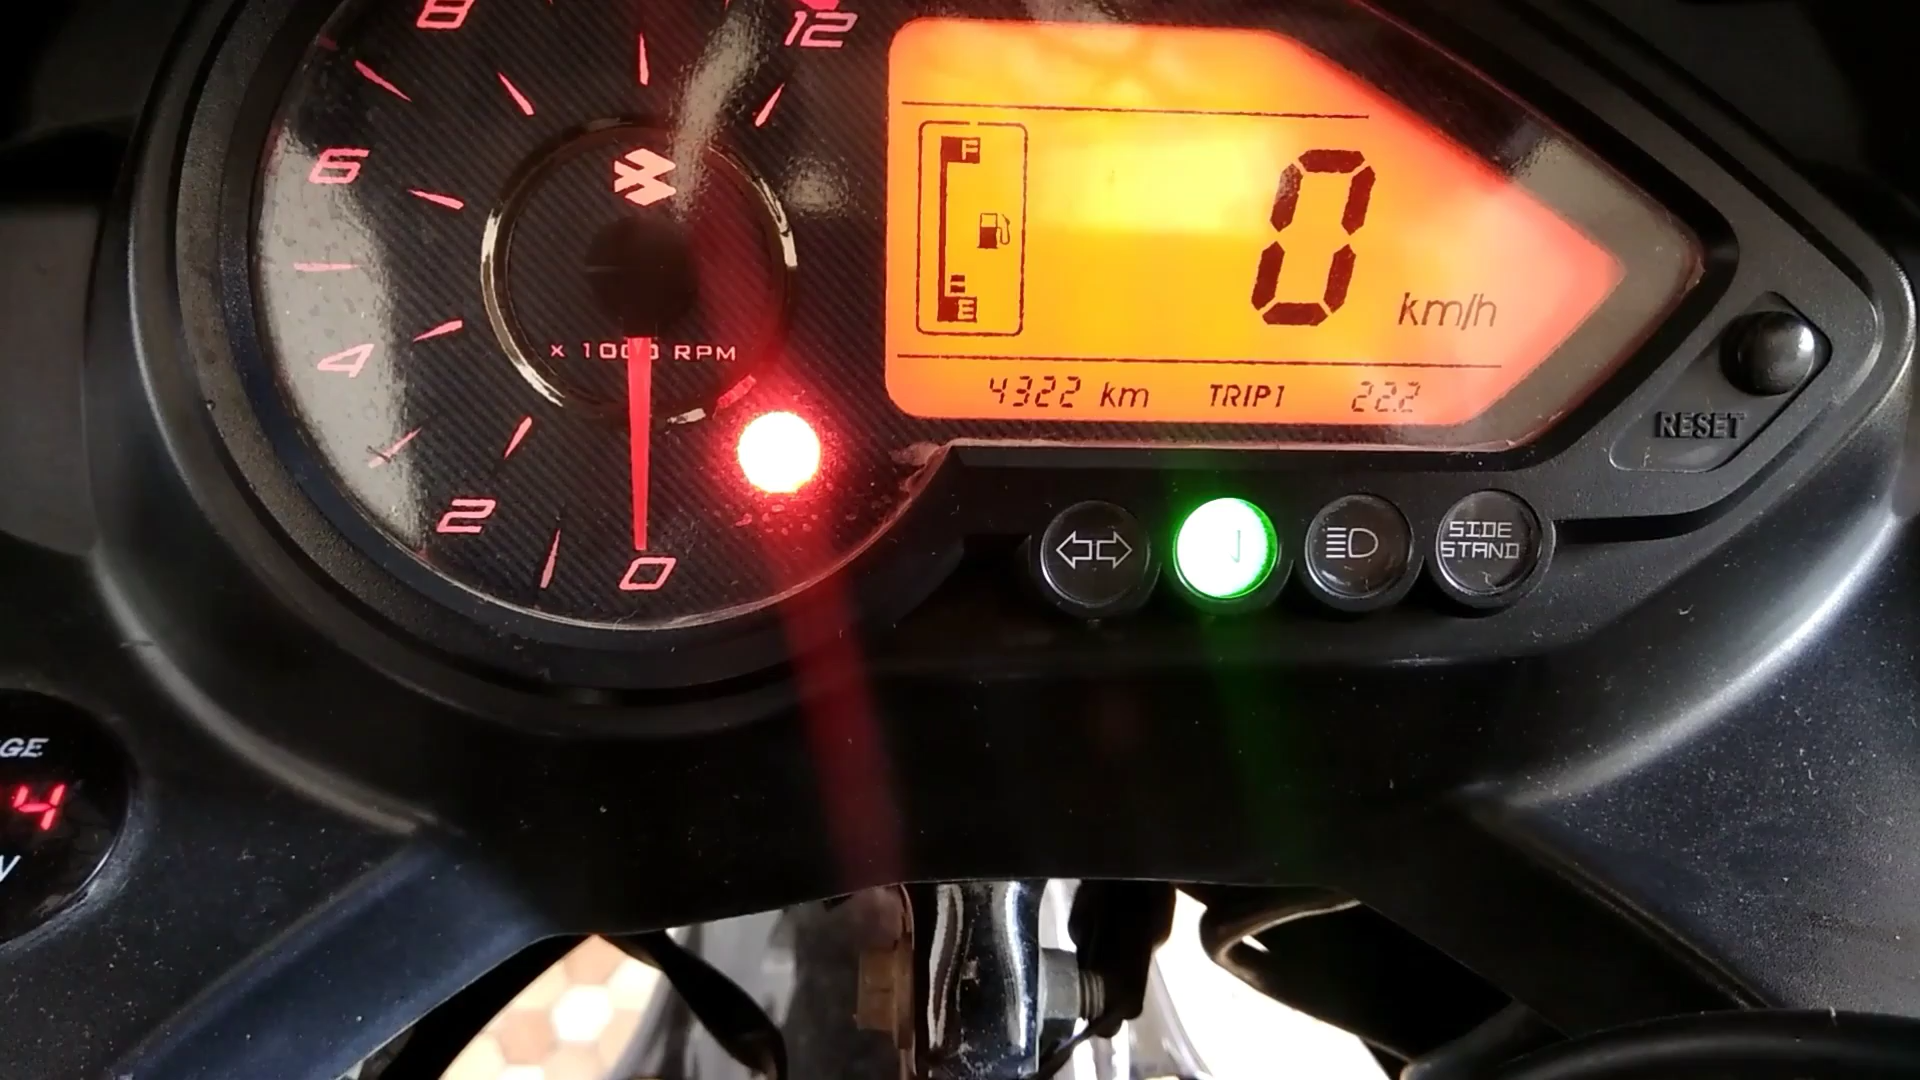 8
12
6
4
2
0
x 1000 RPM
F
E
0
km/h
4322 km TRIP1 22.2
RESET
SIDE
STAND
GE
4
V